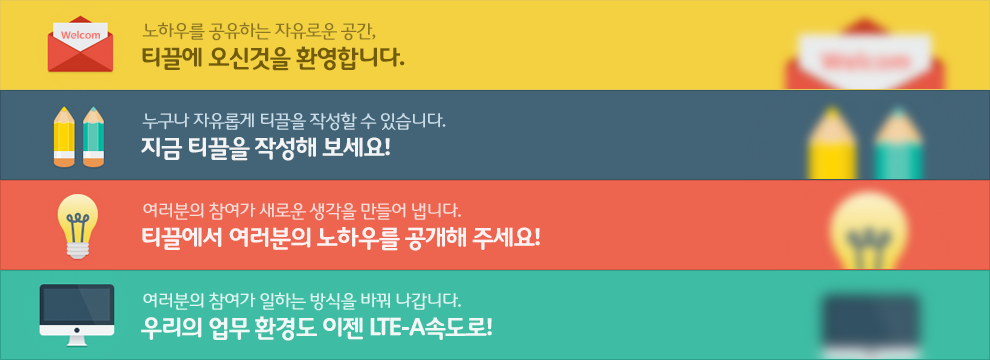 Welcom
노하우를 공유하는 자유로운 공간,
티끌에 오신것을 환영합니다.
Welcom
누구나 자유롭게 티끌을 작성할 수 있습니다.
지금 티끌을 작성해 보세요!
여러분의 참여가 새로운 생각을 만들어 냅니다.
티끌에서 여러분의 노하우를 공개해 주세요!
여러분의 참여가 일하는 방식을 바꿔 나갑니다.
우리의 업무 환경도 이젠 LTE-A속도로!